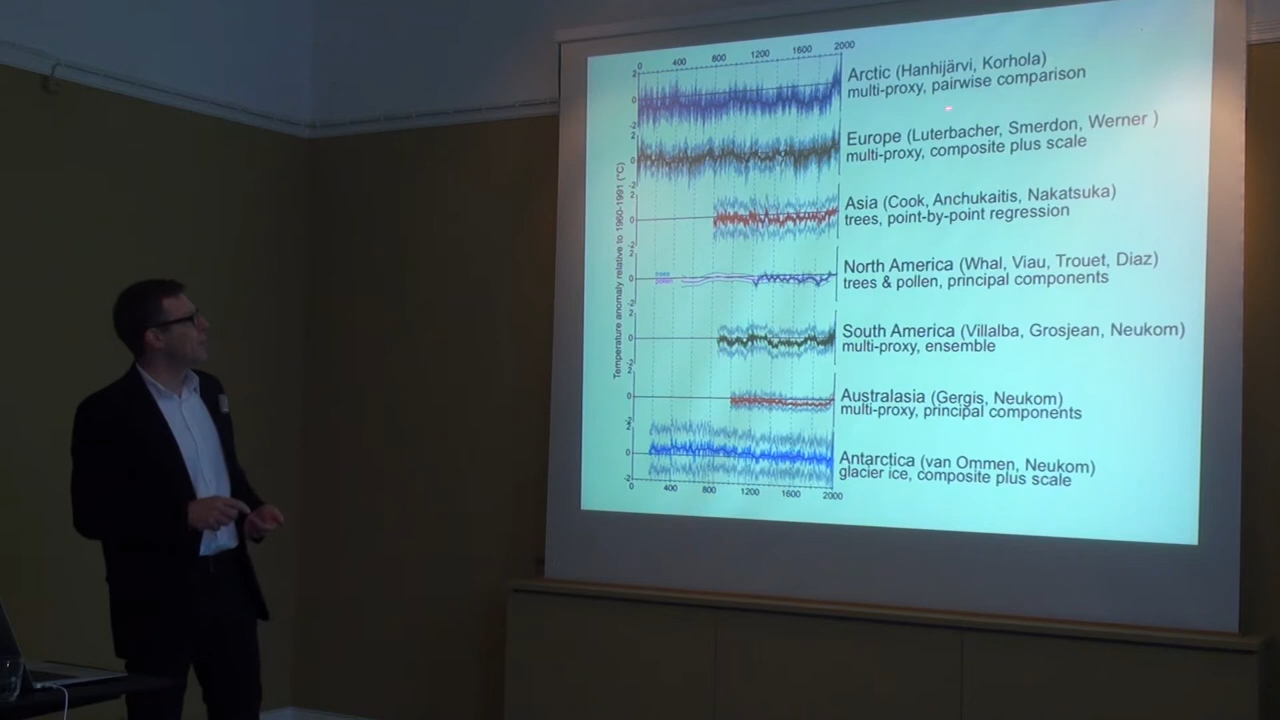 0 400 800 1200 1600 2000
Arctic (Hanhijärvi, Korhola)
multi-proxy, pairwise comparison
Europe (Luterbacher, Smerdon, Werner )
multi-proxy, composite plus scale
Asia (Cook, Anchukaitis, Nakatsuka)
trees, point-by-point regression
North America (Whal, Viau, Trouet, Diaz)
trees & pollen, principal components
South America (Villalba, Grosjean, Neukom)
multi-proxy, ensemble
Australasia (Gergis, Neukom)
multi-proxy, principal components
Antarctica (van Ommen, Neukom)
glacier ice, composite plus scale
Temperature anomaly relative to 1960-1991 (°C)
trees
pollen
0 400 800 1200 1600 2000